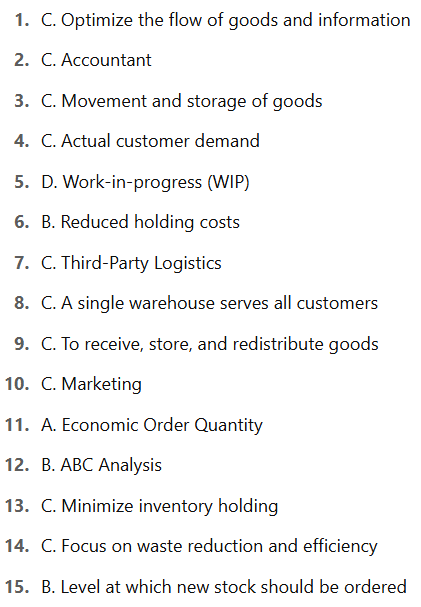 1. C. Optimize the flow of goods and information
2. C. Accountant
3. C. Movement and storage of goods
4. C. Actual customer demand
5. D. Work-in-progress (WIP)
6. B. Reduced holding costs
7. C. Third-Party Logistics
8. C. A single warehouse serves all customers
9. C. To receive, store, and redistribute goods
10. C. Marketing
11. A. Economic Order Quantity
12. B. ABC Analysis
13. C. Minimize inventory holding
14. C. Focus on waste reduction and efficiency
15. B. Level at which new stock should be ordered